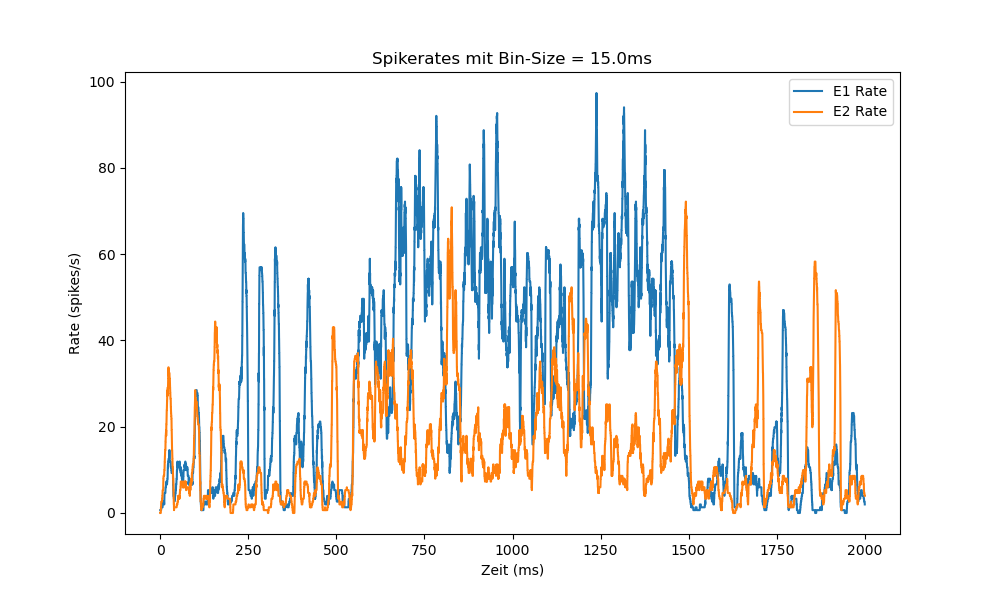 Spikerates mit Bin-Size = 15.0ms
E1 Rate
E2 Rate
Rate (spikes/s)
100
80
60
40
20
0
0 250 500 750 1000 1250 1500 1750 2000
Zeit (ms)